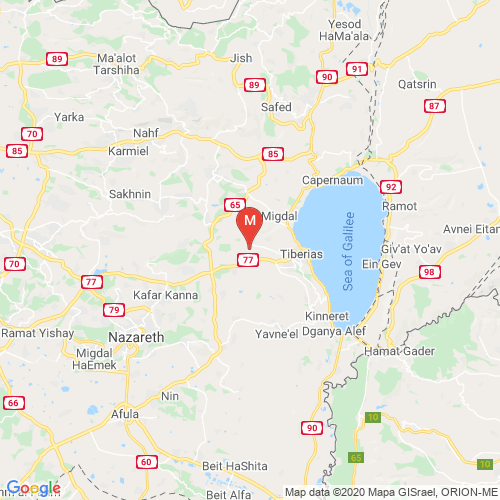 Yesod
HaMa'ala
Ma'alot
Tarshiha
Jish
89
90
91
Qatsrin
89
Safed
87
Yarka
70
Nahf
85
Karmiel
85
Capernaum
92
Sakhnin
65
Ramot
M
Migdal
Avnei Eitan
Sea of Galilee
Giv'at Yo'av
Tiberias
77
Ein Gev
70
98
77
Kafar Kanna
79
Kinneret
Ramat Yishay
Nazareth
Yavne'el
Dganya Alef
Migdal
HaEmek
Hamat Gader
Nin
66
Afula
10
90
65
60
10
Beit HaShita
Google
Beit Alfa
Map data ©2020 Mapa GISrael, ORION.ME